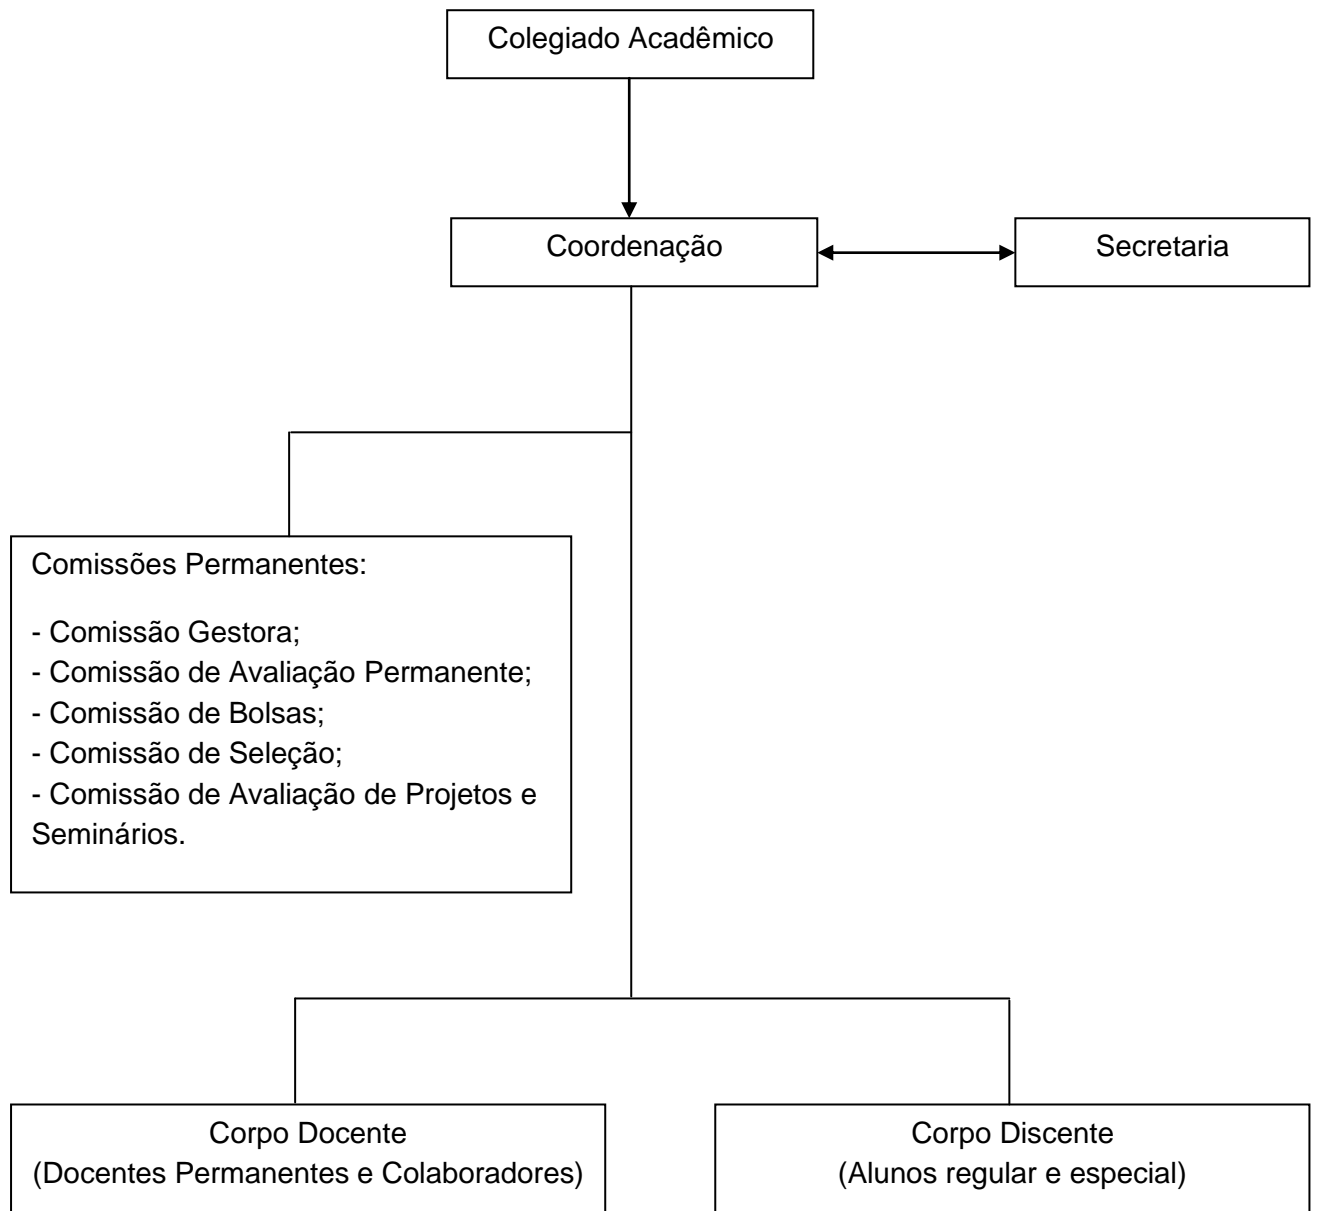 Colegiado Acadêmico
Coordenação
Secretaria
Comissões Permanentes:
- Comissão Gestora;
- Comissão de Avaliação Permanente;
- Comissão de Bolsas;
- Comissão de Seleção;
- Comissão de Avaliação de Projetos e
Seminários.
Corpo Docente
(Docentes Permanentes e Colaboradores)
Corpo Discente
(Alunos regular e especial)